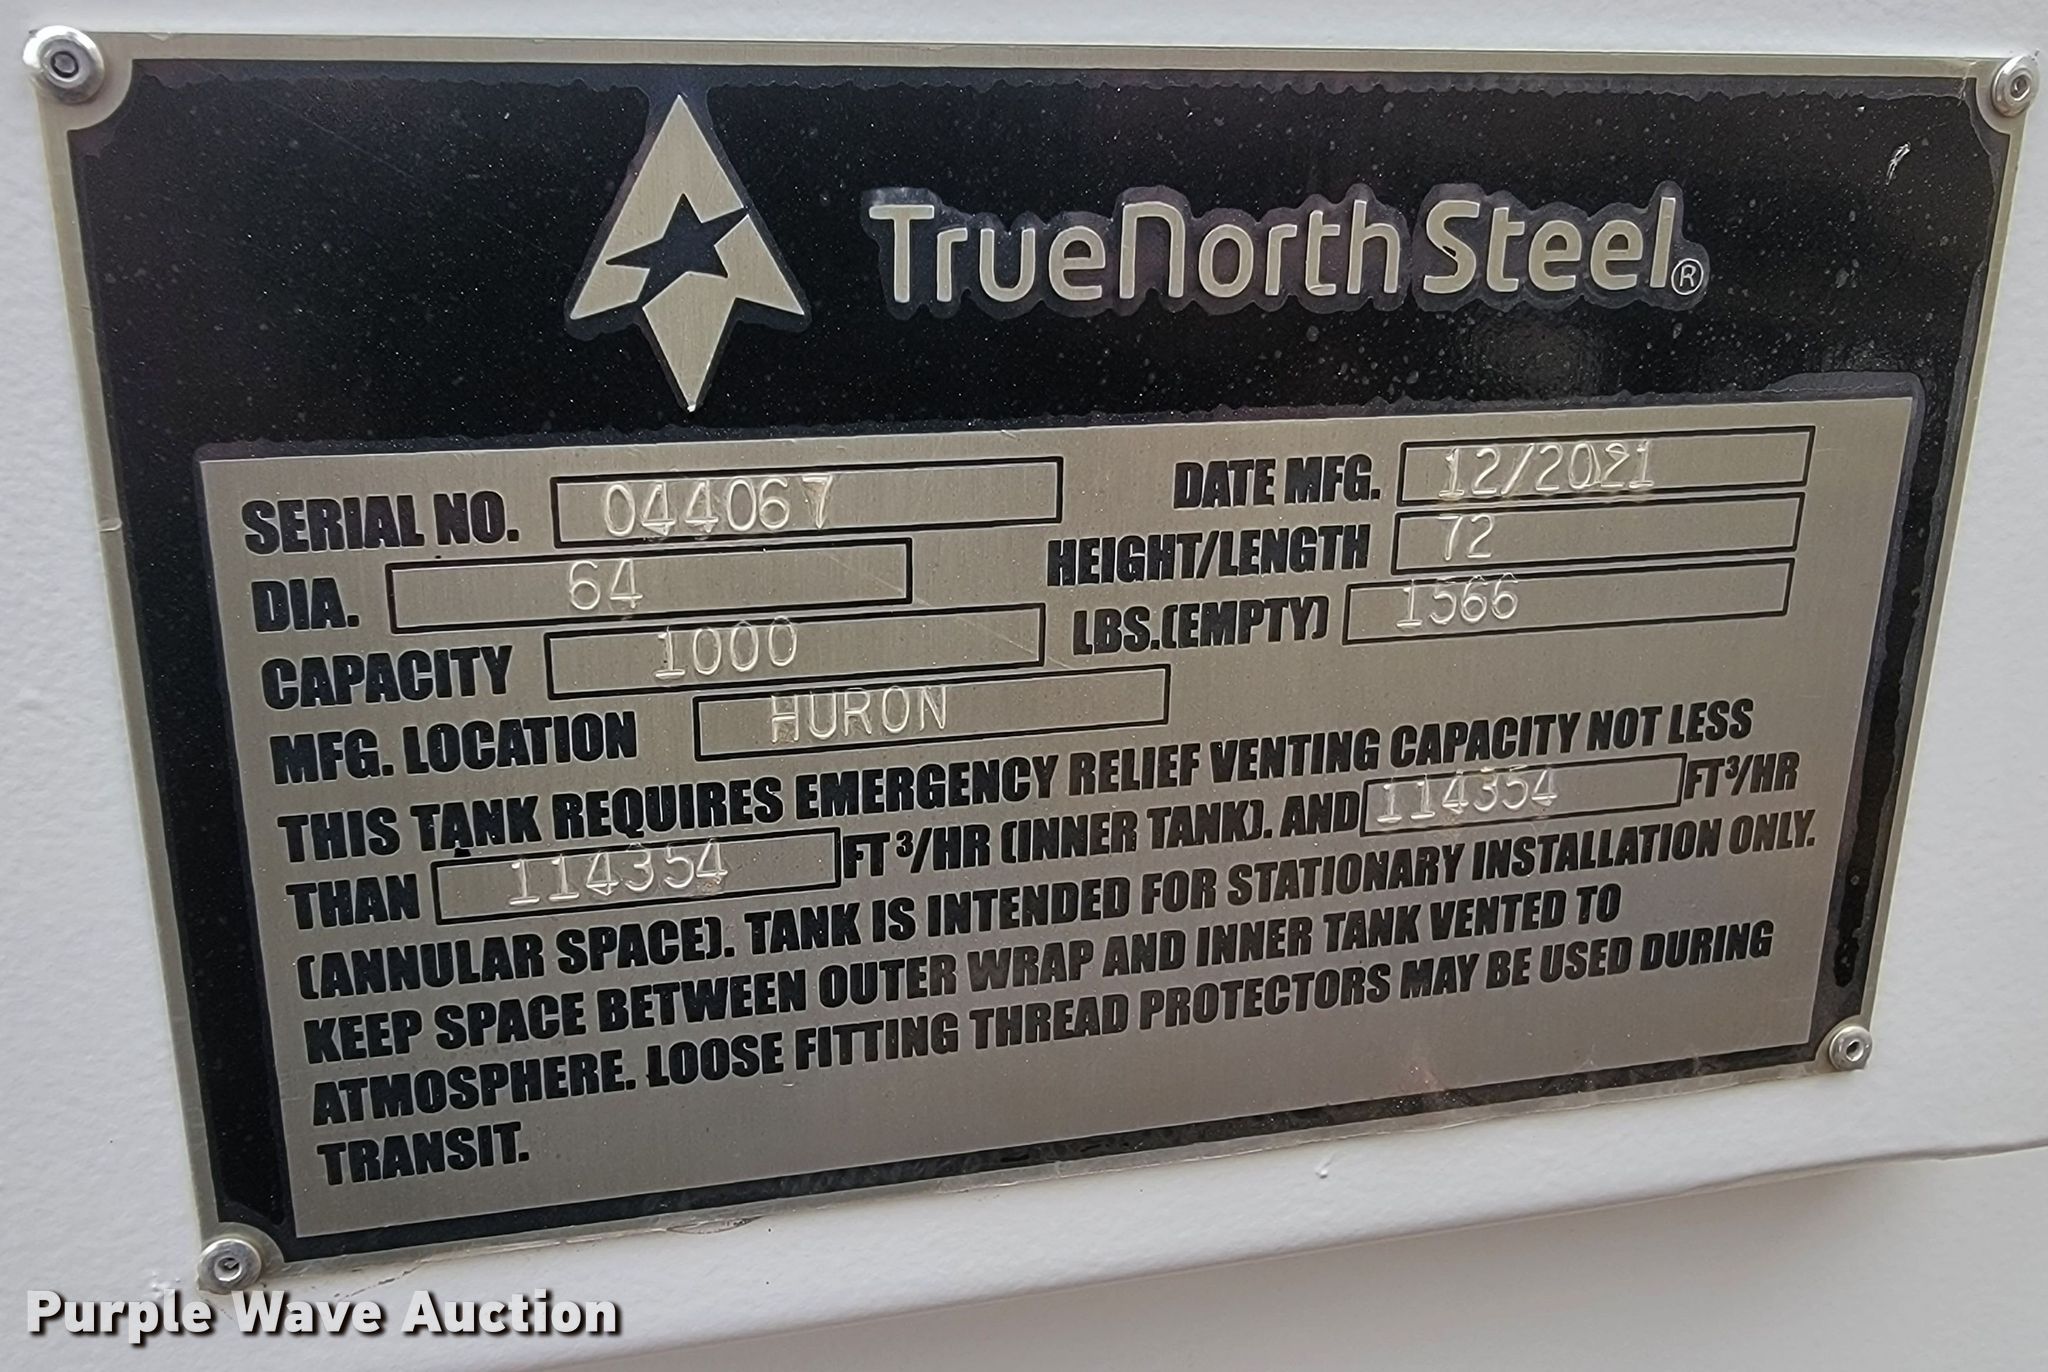 TrueNorth Steel®
SERIAL NO. 044067 DATE MFG. 12/2021
DIA. 64 HEIGHT/LENGTH 72
CAPACITY 1000 LBS.(EMPTY) 1566
MFG. LOCATION HURON
THIS TANK REQUIRES EMERGENCY RELIEF VENTING CAPACITY NOT LESS
THAN 114354 FT³/HR (INNER TANK). AND 114354 FT³/HR
(ANNULAR SPACE). TANK IS INTENDED FOR STATIONARY INSTALLATION ONLY.
KEEP SPACE BETWEEN OUTER WRAP AND INNER TANK VENTED TO
ATMOSPHERE. LOOSE FITTING THREAD PROTECTORS MAY BE USED DURING
TRANSIT.
Purple Wave Auction